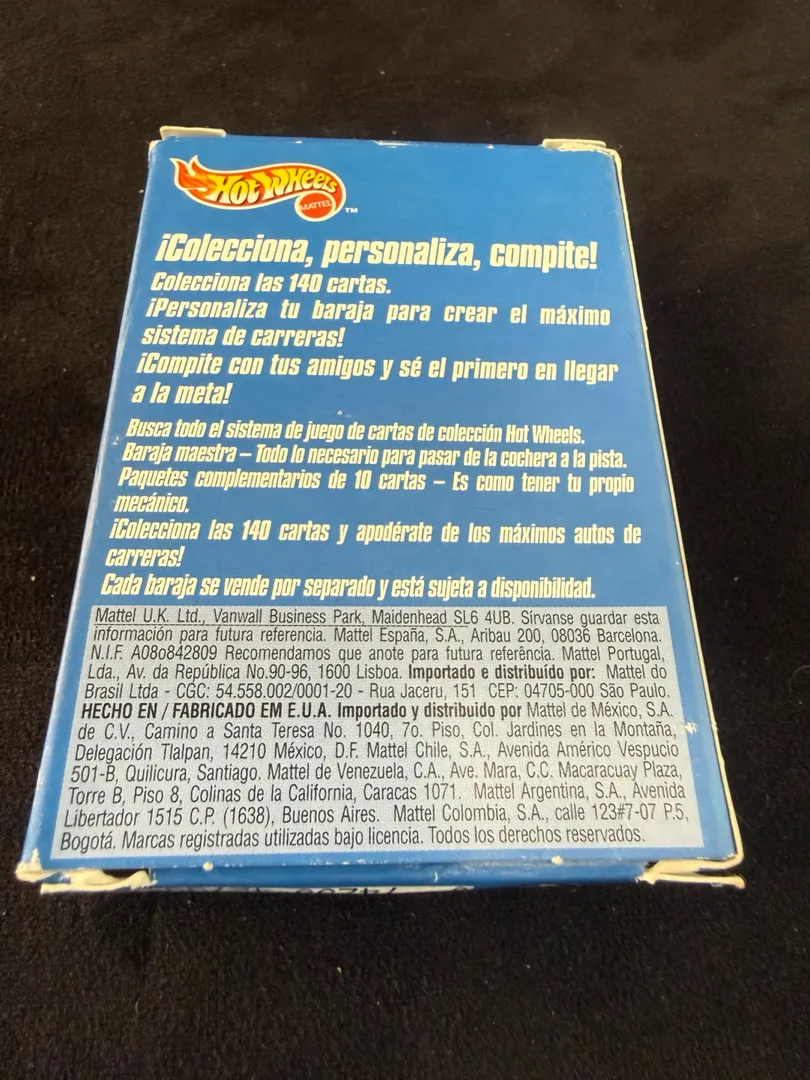 HOT WHEELS
MATTEL
TM
¡Colecciona, personaliza, compite!
Colecciona las 140 cartas.
¡Personaliza tu baraja para crear el máximo
sistema de carreras!
¡Compite con tus amigos y sé el primero en llegar
a la meta!
Busca todo el sistema de juego de cartas de colección Hot Wheels.
Baraja maestra – Todo lo necesario para pasar de la cochera a la pista.
Paquetes complementarios de 10 cartas – Es como tener tu propio
mecánico.
¡Colecciona las 140 cartas y apodérate de los máximos autos de
carreras!
Cada baraja se vende por separado y está sujeta a disponibilidad.
Mattel U.K. Ltd., Vanwall Business Park, Maidenhead SL6 4UB. Sírvanse guardar esta
información para futura referencia. Mattel España, S.A., Aribau 200, 08036 Barcelona.
N.I.F. A08o842809 Recomendamos que anote para futura referência. Mattel Portugal,
Lda., Av. da República No.90-96, 1600 Lisboa. Importado e distribuído por: Mattel do
Brasil Ltda - CGC: 54.558.002/0001-20 - Rua Jaceru, 151 CEP: 04705-000 São Paulo.
HECHO EN / FABRICADO EM E.U.A. Importado y distribuido por Mattel de México, S.A.
de C.V., Camino a Santa Teresa No. 1040, 7o. Piso, Col. Jardines en la Montaña,
Delegación Tlalpan, 14210 México, D.F. Mattel Chile, S.A., Avenida Américo Vespucio
501-B, Quilicura, Santiago. Mattel de Venezuela, C.A., Ave. Mara, C.C. Macaracuay Plaza,
Torre B, Piso 8, Colinas de la California, Caracas 1071. Mattel Argentina, S.A., Avenida
Libertador 1515 C.P. (1638), Buenos Aires. Mattel Colombia, S.A., calle 123#7-07 P.5,
Bogotá. Marcas registradas utilizadas bajo licencia. Todos los derechos reservados.